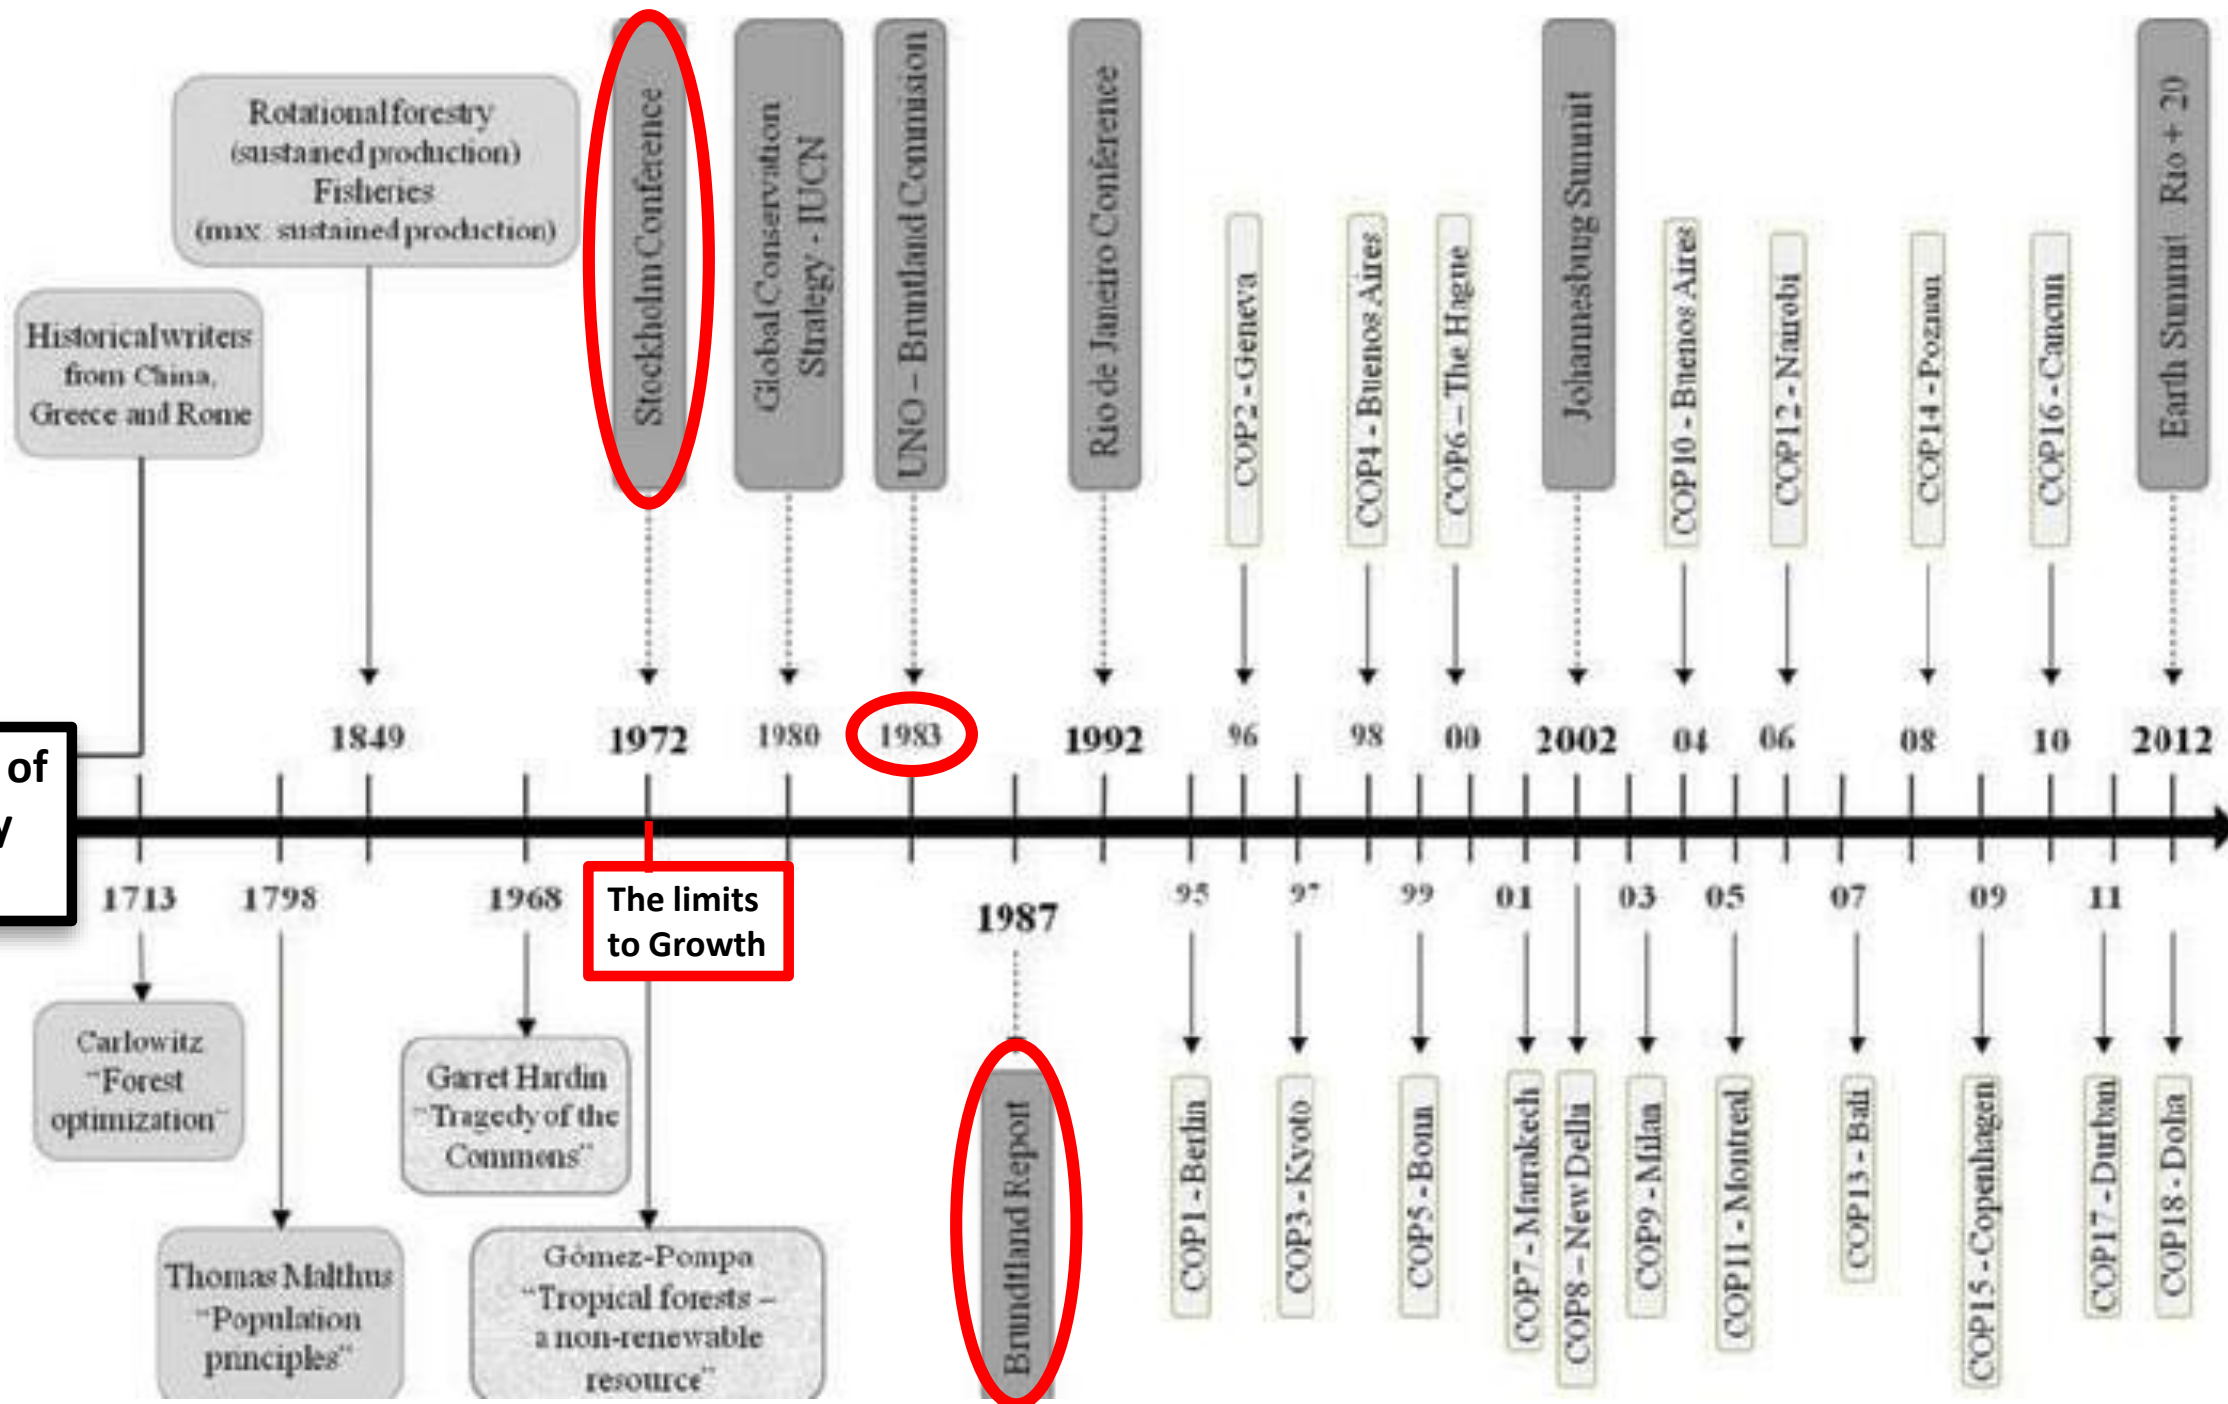 Rotational forestry
(sustained production)
Fisheries
(max. sustained production)
Historical writers
from China,
Greece and Rome
Stockholm Conference
Global Conservation
Strategy - IUCN
UNO – Bruntland Commision
Rio de Janeiro Conference
COP2 - Geneva
COP4 - Buenos Aires
COP6 – The Hague
Johannesburg Summit
COP10 - Buenos Aires
COP12 - Nairobi
COP14 - Poznan
COP16 - Cancun
Earth Summit Rio + 20
1849
1972
1980
1983
1992
96
98
00
2002
04
06
08
10
2012
of
y
1713
1798
1968
The limits
to Growth
1987
95
99
01
03
05
07
09
11
Carlowitz
"Forest
optimization"
Thomas Malthus
"Population
principles"
Garret Hardin
"Tragedy of the
Commons"
Gómez-Pompa
"Tropical forests –
a non-renewable
resource"
Brundtland Report
COP1 - Berlin
COP3 - Kyoto
COP5 - Bonn
COP7 - Marrakech
COP8 – New Delhi
COP9 - Milan
COP11 - Montreal
COP13 - Bali
COP15 - Copenhagen
COP17 - Durban
COP18 - Doha